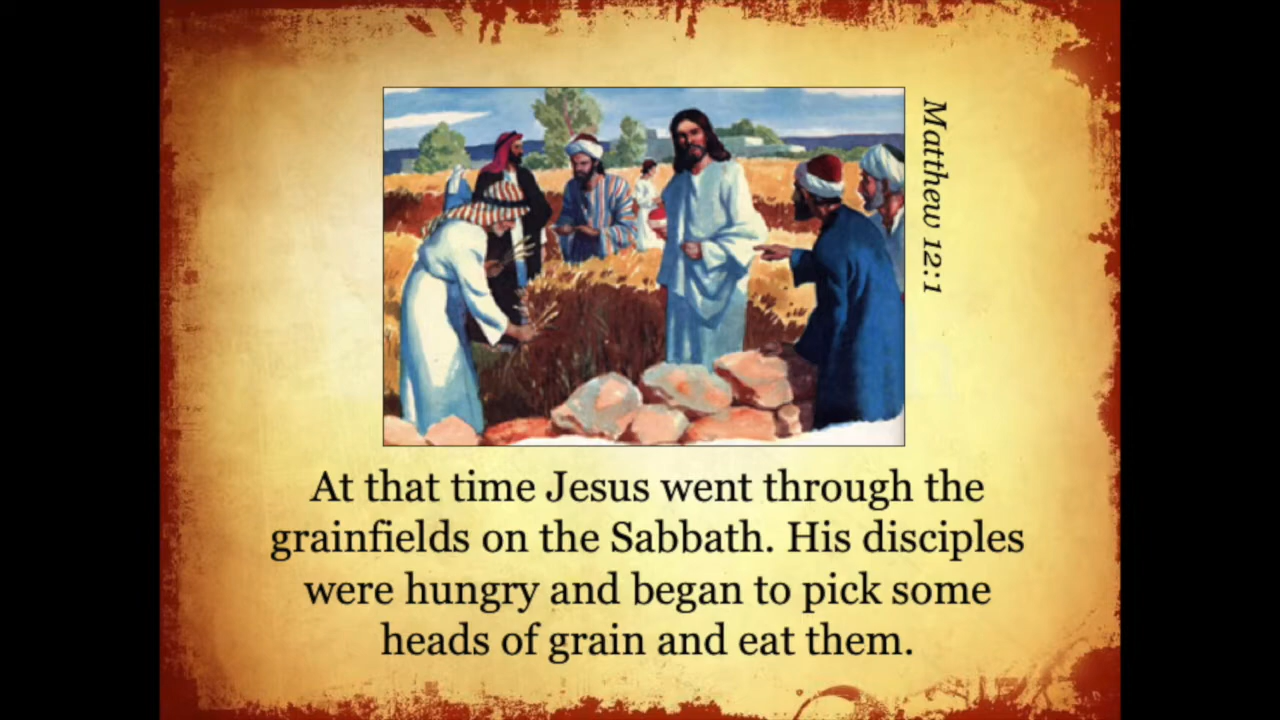 Matthew 12:1
At that time Jesus went through the
grainfields on the Sabbath. His disciples
were hungry and began to pick some
heads of grain and eat them.